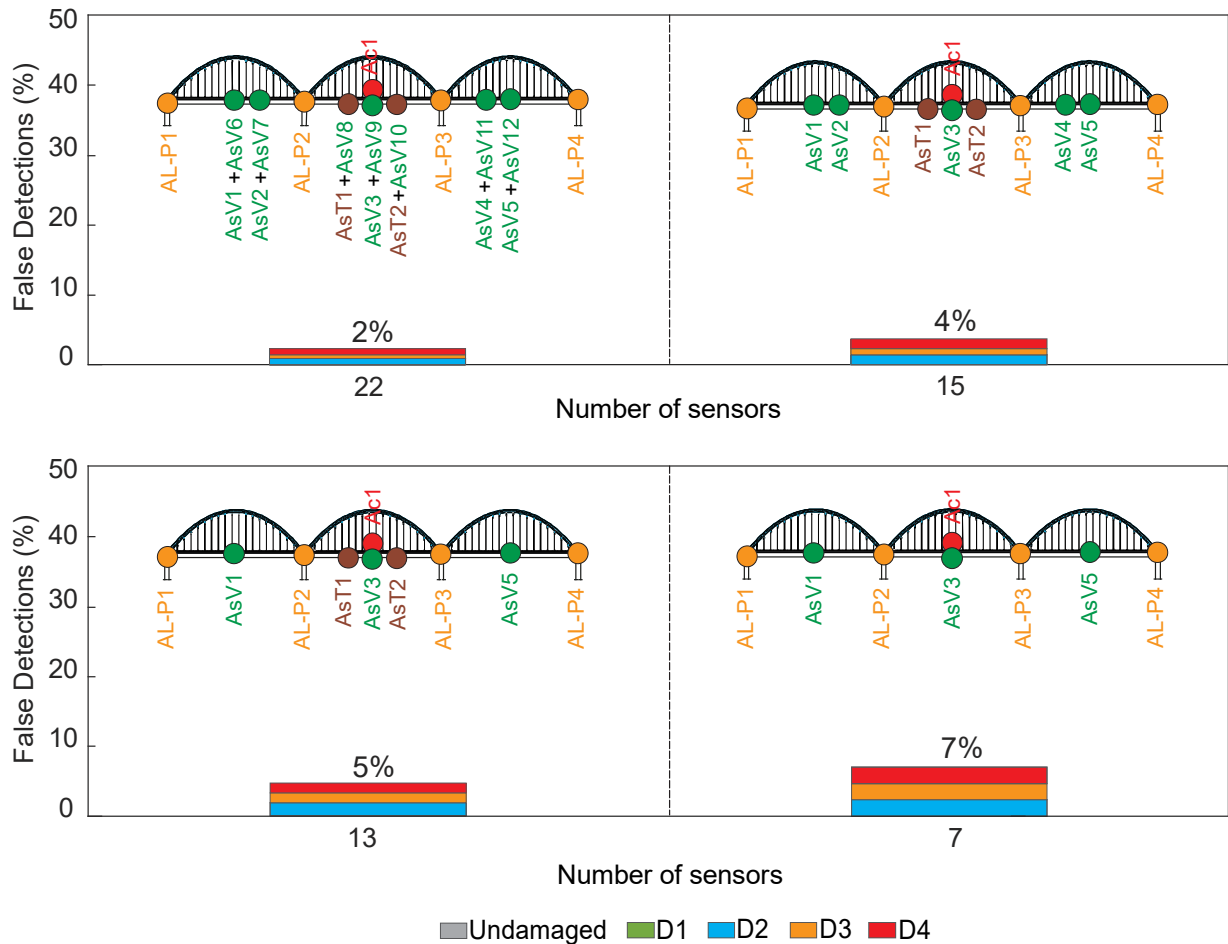 False Detections (%)
50
40
30
20
10
0
Ac1
AL-P1
AsV1 + AsV6
AsV2 + AsV7
AL-P2
AsT1 + AsV8
AsV3 + AsV9
AsT2 + AsV10
AL-P3
AsV4 + AsV11
AsV5 + AsV12
AL-P4
2%
22
Ac1
AL-P1
AsV1
AsV2
AL-P2
AsT1
AsV3
AsT2
AL-P3
AsV4
AsV5
AL-P4
4%
15
Number of sensors
False Detections (%)
50
40
30
20
10
0
Ac1
AL-P1
AsV1
AL-P2
AsT1
AsV3
AsT2
AL-P3
AsV5
AL-P4
5%
13
Ac1
AL-P1
AsV1
AL-P2
AsV3
AL-P3
AsV5
AL-P4
7%
7
Number of sensors
Undamaged D1 D2 D3 D4